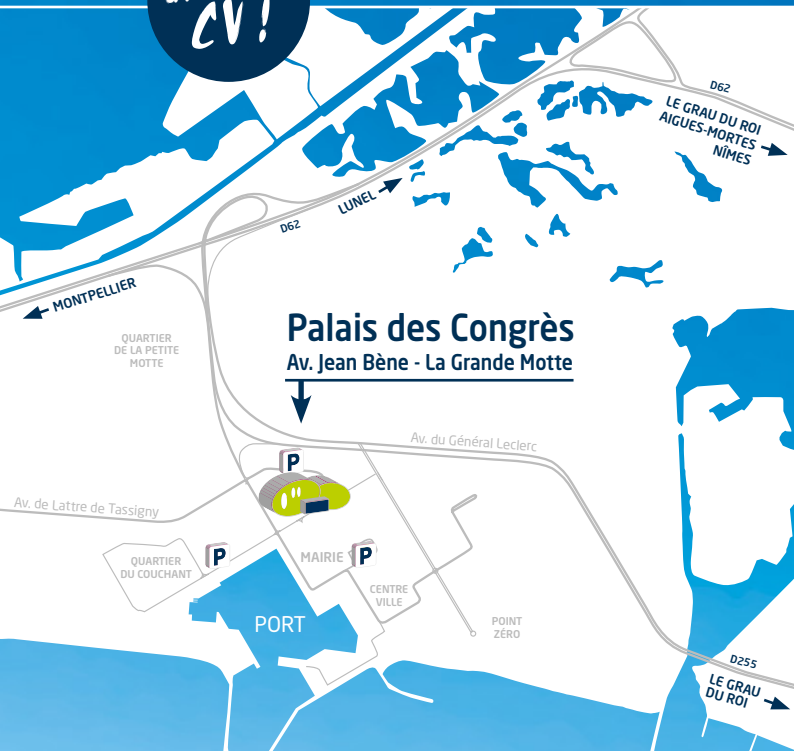 CV !
D62
LE GRAU DU ROI
AIGUES-MORTES
NÎMES
LUNEL
D62
MONTPELLIER
QUARTIER
DE LA PETITE
MOTTE
Palais des Congrès
Av. Jean Bène - La Grande Motte
Av. du Général Leclerc
P
Av. de Lattre de Tassigny
P
MAIRIE P
QUARTIER
DU COUCHANT
CENTRE
VILLE
PORT
POINT
ZÉRO
D255
LE GRAU
DU ROI